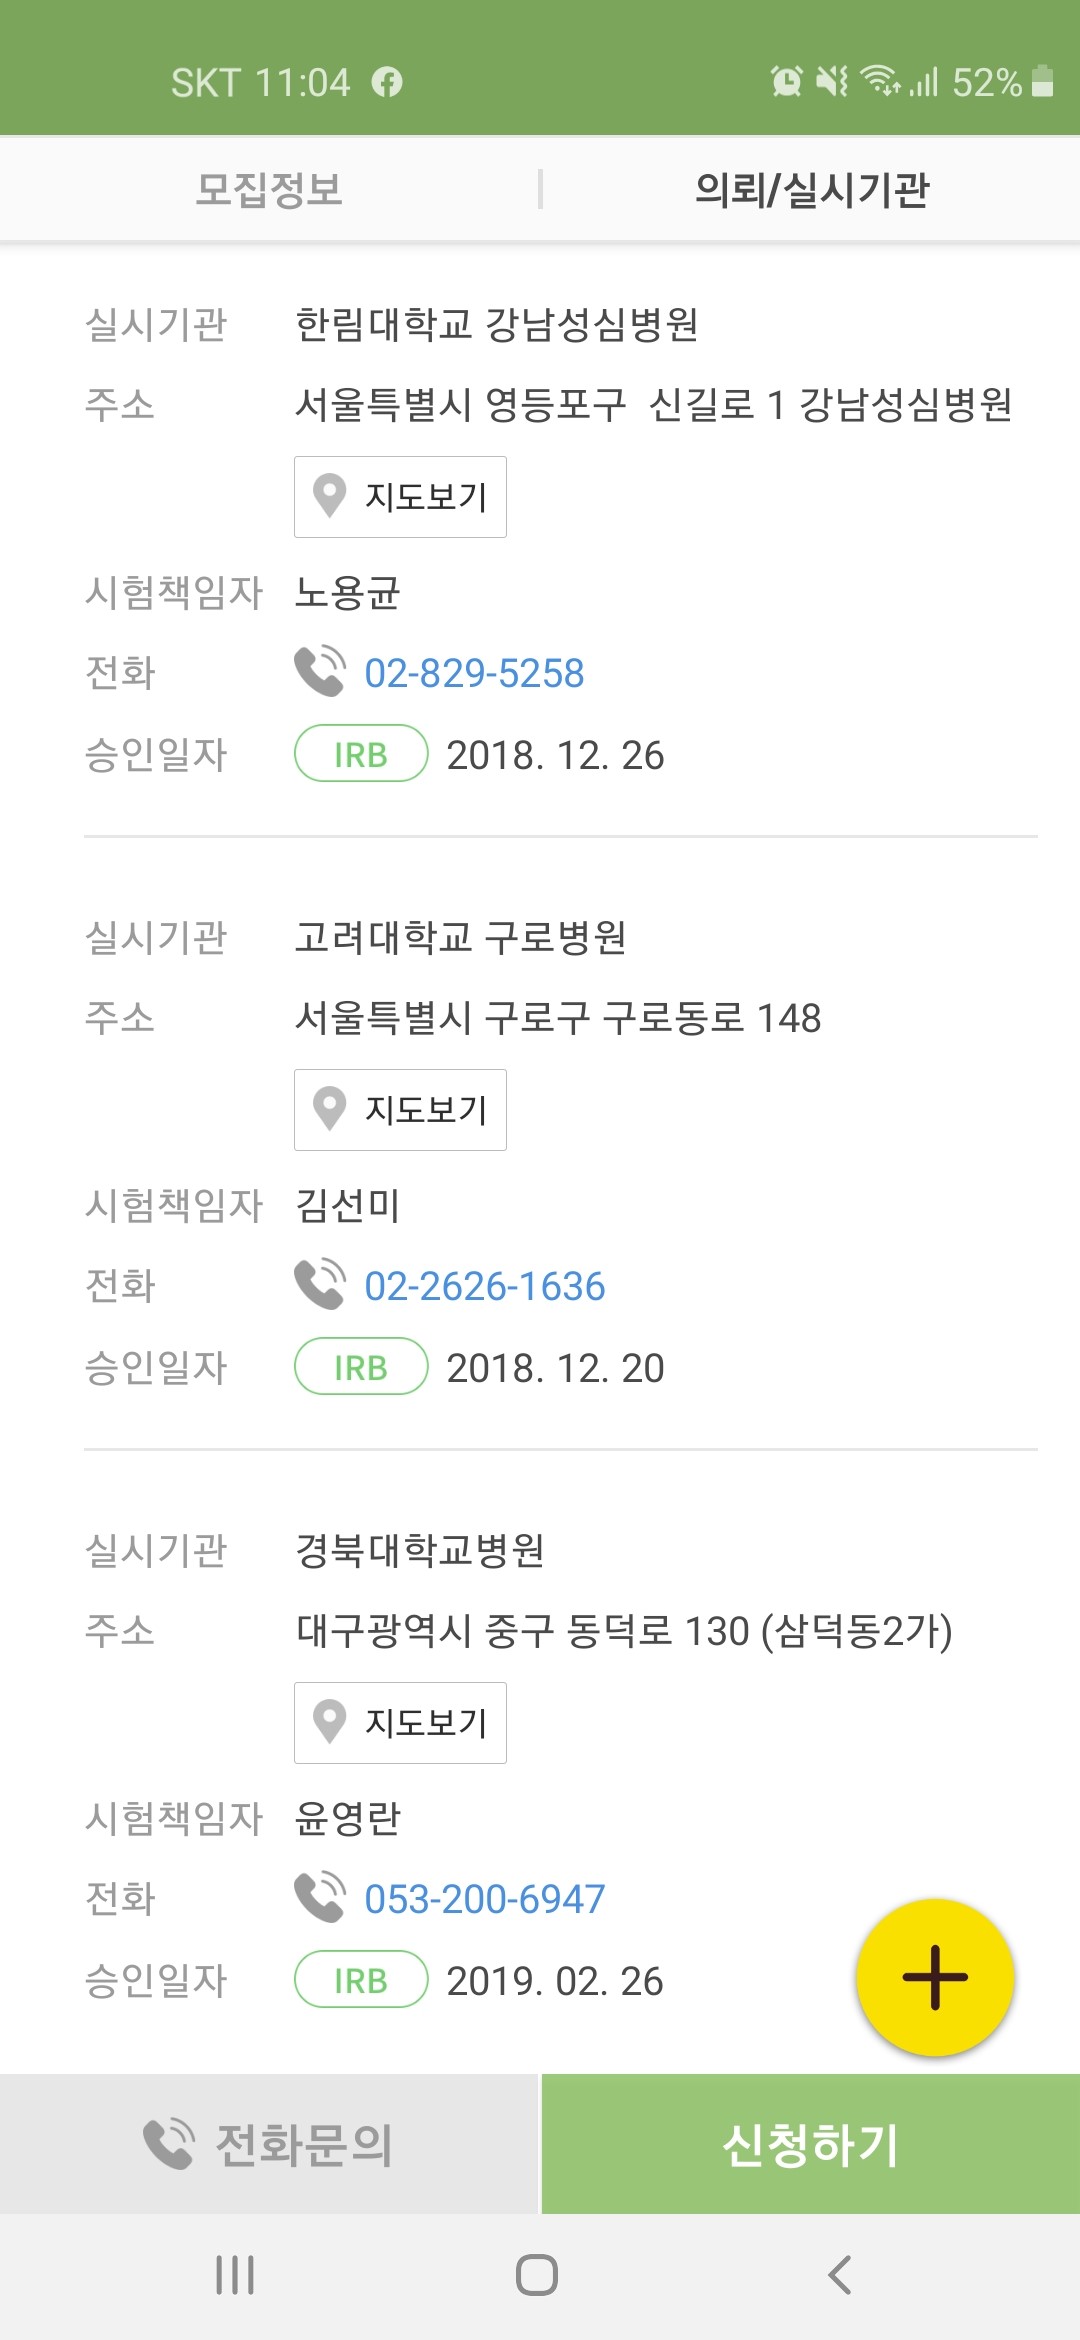 SKT 11:04 52%
모집정보 의뢰/실시기관
실시기관 한림대학교 강남성심병원
주소 서울특별시 영등포구 신길로 1 강남성심병원
지도보기
시험책임자 노용균
전화 02-829-5258
승인일자 IRB 2018. 12. 26
실시기관 고려대학교 구로병원
주소 서울특별시 구로구 구로동로 148
지도보기
시험책임자 김선미
전화 02-2626-1636
승인일자 IRB 2018. 12. 20
실시기관 경북대학교병원
주소 대구광역시 중구 동덕로 130 (삼덕동2가)
지도보기
시험책임자 윤영란
전화 053-200-6947
승인일자 IRB 2019. 02. 26
전화문의 신청하기